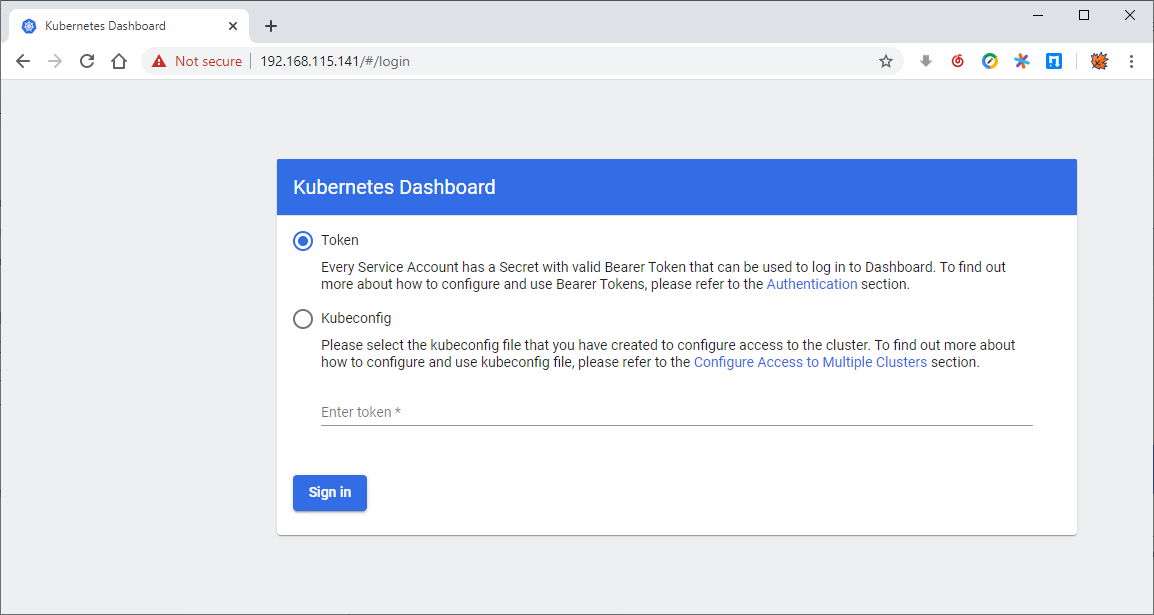 Kubernetes Dashboard
Not secure 192.168.115.141/#/login
Kubernetes Dashboard
Token
Every Service Account has a Secret with valid Bearer Token that can be used to log in to Dashboard. To find out
more about how to configure and use Bearer Tokens, please refer to the Authentication section.
Kubeconfig
Please select the kubeconfig file that you have created to configure access to the cluster. To find out more about
how to configure and use kubeconfig file, please refer to the Configure Access to Multiple Clusters section.
Enter token *
Sign in